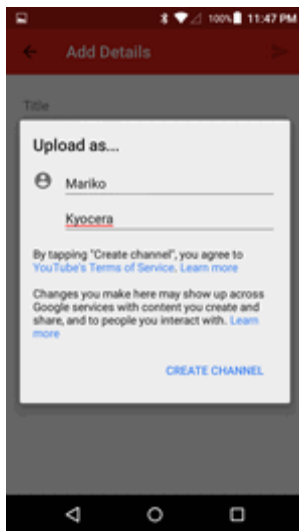 100% 11:47 PM
Add Details
Title
Upload as...
Mariko
Kyocera
By tapping "Create channel", you agree to
YouTube's Terms of Service. Learn more
Changes you make here may show up across
Google services with content you create and
share, and to people you interact with. Learn
more
CREATE CHANNEL